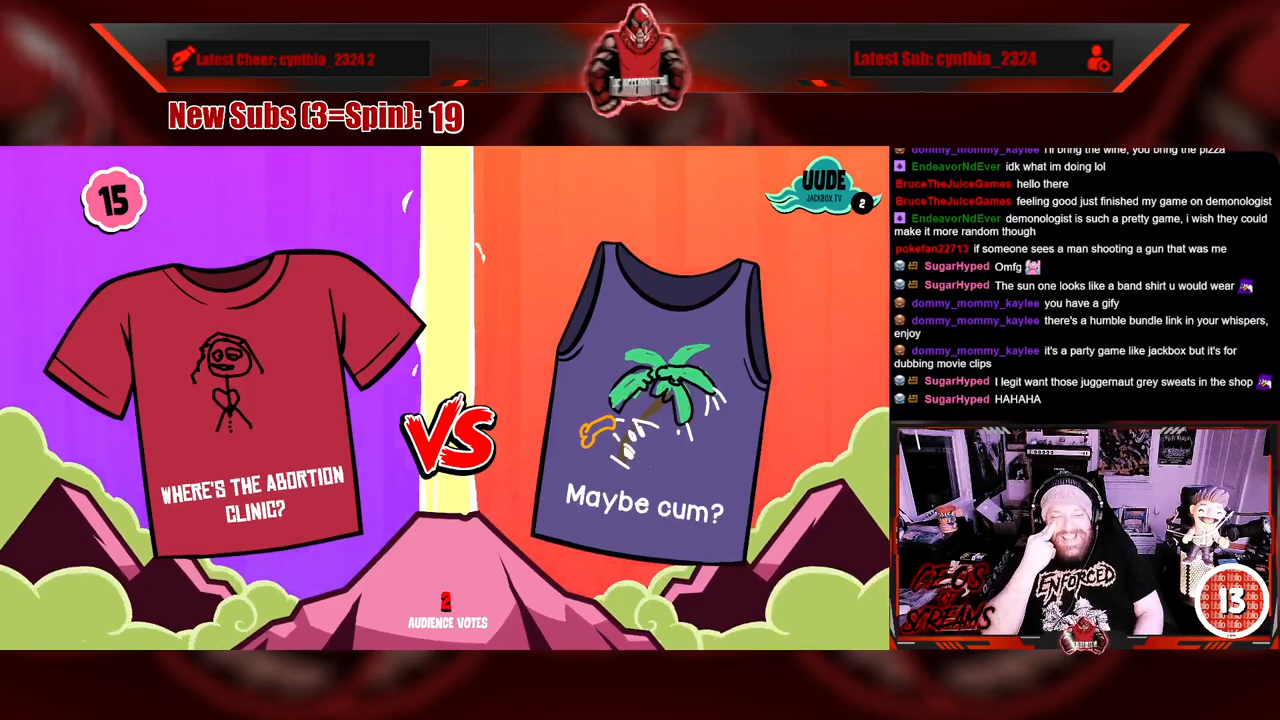 Latest Cheer: cynthia_2324 2
Latest Sub: cynthia_2324
New Subs (3=Spin): 19
15
UUDE
JACKBOX.TV
2
WHERE'S THE ABORTION
CLINIC?
VS
Maybe cum?
2
AUDIENCE VOTES
dommy_mommy_kaylee I'll bring the wine, you bring the pizza
EndeavorNdEver idk what im doing lol
BruceTheJuiceGames hello there
BruceTheJuiceGames feeling good just finished my game on demonologist
EndeavorNdEver demonologist is such a pretty game, i wish they could
make it more random though
pokefan22713 if someone sees a man shooting a gun that was me
SugarHyped Omfg
SugarHyped The sun one looks like a band shirt u would wear
dommy_mommy_kaylee you have a gify
dommy_mommy_kaylee there's a humble bundle link in your whispers,
enjoy
dommy_mommy_kaylee it's a party game like jackbox but it's for
dubbing movie clips
SugarHyped I legit want those juggernaut grey sweats in the shop
SugarHyped HAHAHA
ENFORCED
SCREAMS
13